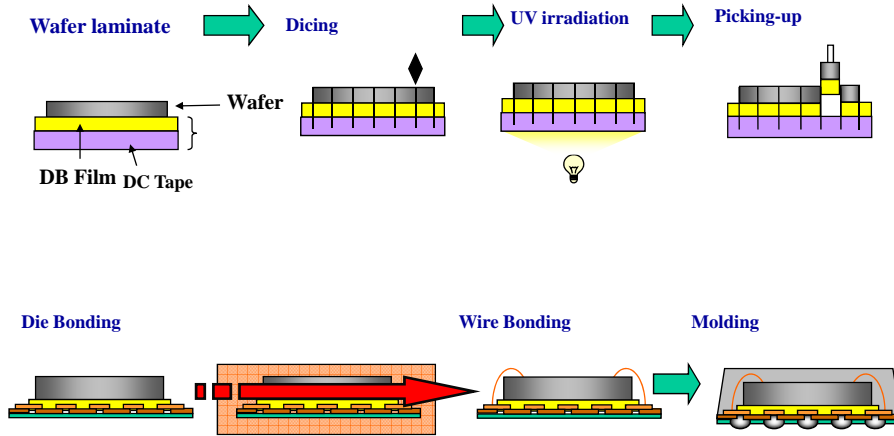 Wafer laminate
Dicing
UV irradiation
Picking-up
Wafer
DB Film
DC Tape
Die Bonding
Wire Bonding
Molding